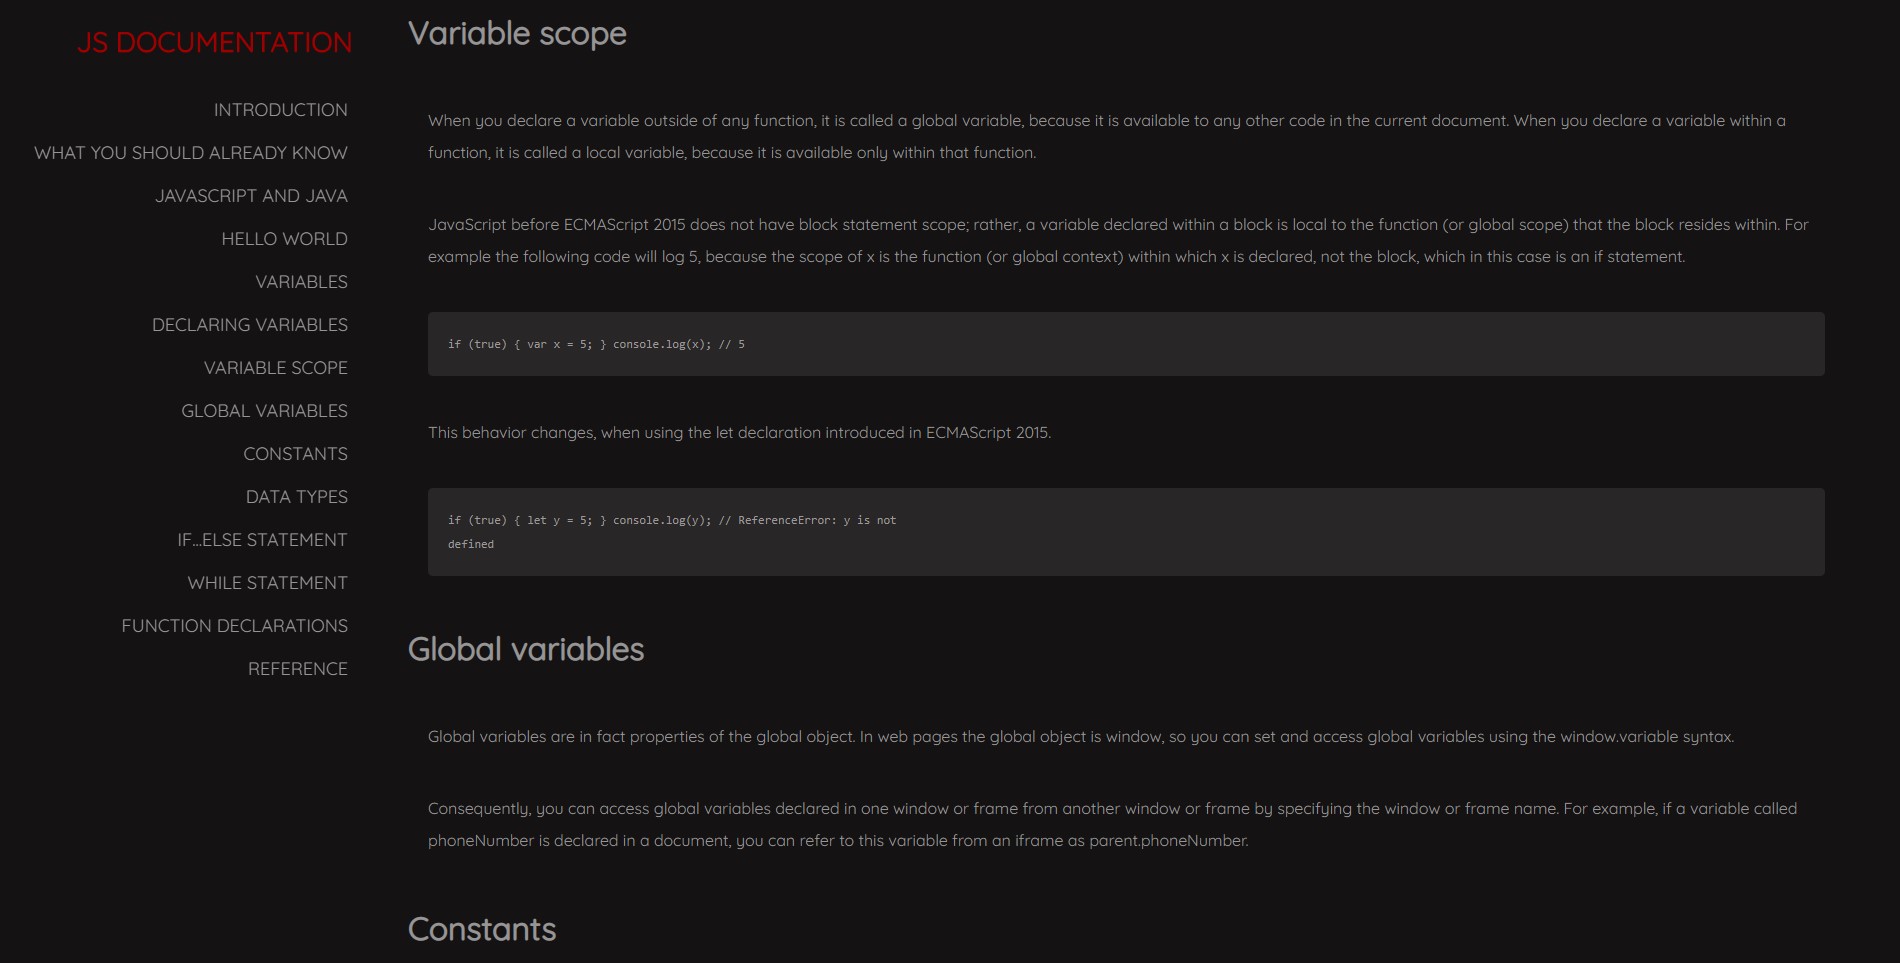 JS DOCUMENTATION
INTRODUCTION
WHAT YOU SHOULD ALREADY KNOW
JAVASCRIPT AND JAVA
HELLO WORLD
VARIABLES
DECLARING VARIABLES
VARIABLE SCOPE
GLOBAL VARIABLES
CONSTANTS
DATA TYPES
IF...ELSE STATEMENT
WHILE STATEMENT
FUNCTION DECLARATIONS
REFERENCE
Variable scope
When you declare a variable outside of any function, it is called a global variable, because it is available to any other code in the current document. When you declare a variable within a
function, it is called a local variable, because it is available only within that function.
JavaScript before ECMAScript 2015 does not have block statement scope; rather, a variable declared within a block is local to the function (or global scope) that the block resides within. For
example the following code will log 5, because the scope of x is the function (or global context) within which x is declared, not the block, which in this case is an if statement.
if (true) { var x = 5; } console.log(x); // 5
This behavior changes, when using the let declaration introduced in ECMAScript 2015.
if (true) { let y = 5; } console.log(y); // ReferenceError: y is not
defined
Global variables
Global variables are in fact properties of the global object. In web pages the global object is window, so you can set and access global variables using the window.variable syntax.
Consequently, you can access global variables declared in one window or frame from another window or frame by specifying the window or frame name. For example, if a variable called
phoneNumber is declared in a document, you can refer to this variable from an iframe as parent.phoneNumber.
Constants